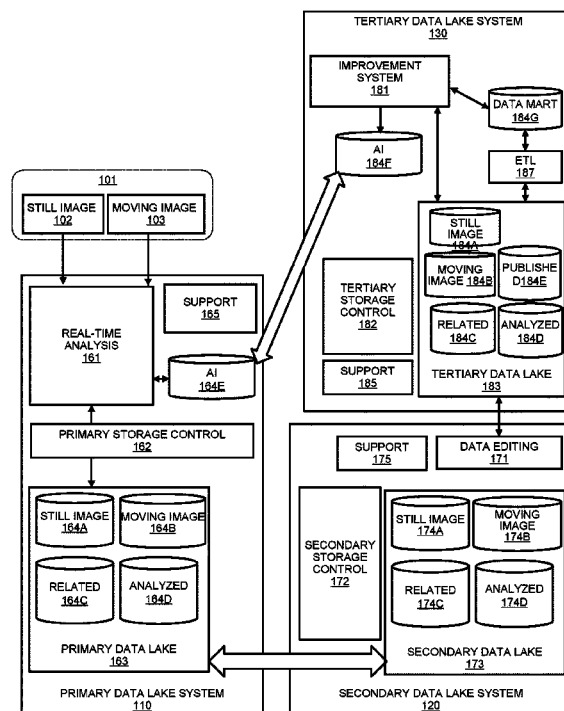 TERTIARY DATA LAKE SYSTEM
130
IMPROVEMENT
SYSTEM
181
DATA MART
184G
AI
184F
ETL
187
101
STILL IMAGE
102
MOVING IMAGE
103
STILL
IMAGE
184A
MOVING
IMAGE 184B
PUBLISHE
D184E
RELATED
184C
ANALYZED
184D
TERTIARY DATA LAKE
183
TERTIARY
STORAGE
CONTROL
182
SUPPORT
185
SUPPORT
165
REAL-TIME
ANALYSIS
161
AI
164E
PRIMARY STORAGE CONTROL
162
STILL IMAGE
164A
MOVING IMAGE
164B
RELATED
164C
ANALYZED
164D
PRIMARY DATA LAKE
163
PRIMARY DATA LAKE SYSTEM
110
SUPPORT
175
DATA EDITING
171
SECONDARY
STORAGE
CONTROL
172
STILL IMAGE
174A
MOVING IMAGE
174B
RELATED
174C
ANALYZED
174D
SECONDARY DATA LAKE
173
SECONDARY DATA LAKE SYSTEM
120